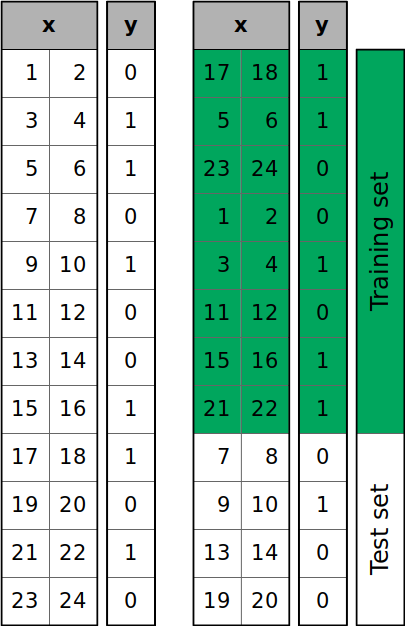 x y x y
1 2 0 17 18 1
3 4 1 5 6 1
5 6 1 23 24 0
7 8 0 1 2 0
9 10 1 3 4 1
11 12 0 11 12 0
13 14 0 15 16 1
15 16 1 21 22 1
17 18 1 7 8 0
19 20 0 9 10 1
21 22 1 13 14 0
23 24 0 19 20 0
Training set
Test set